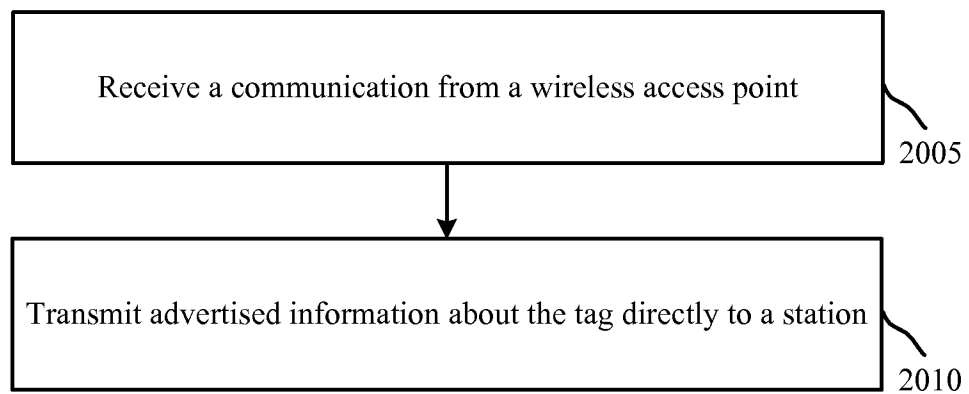 Receive a communication from a wireless access point
2005
Transmit advertised information about the tag directly to a station
2010